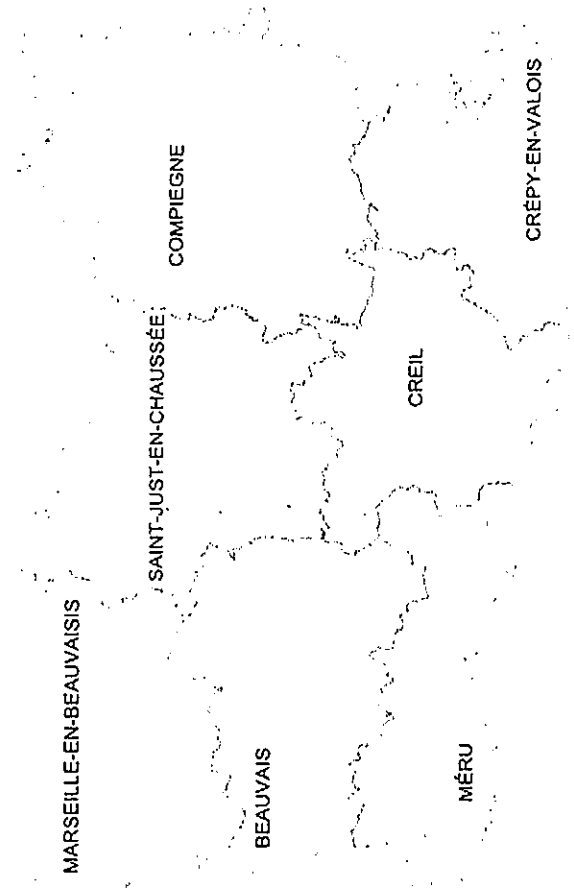 MARSEILLE-EN-BEAUVAISIS
SAINT-JUST-EN-CHAUSSÉE
COMPIEGNE
BEAUVAIS
CREIL
MÉRU
CRÉPY-EN-VALOIS